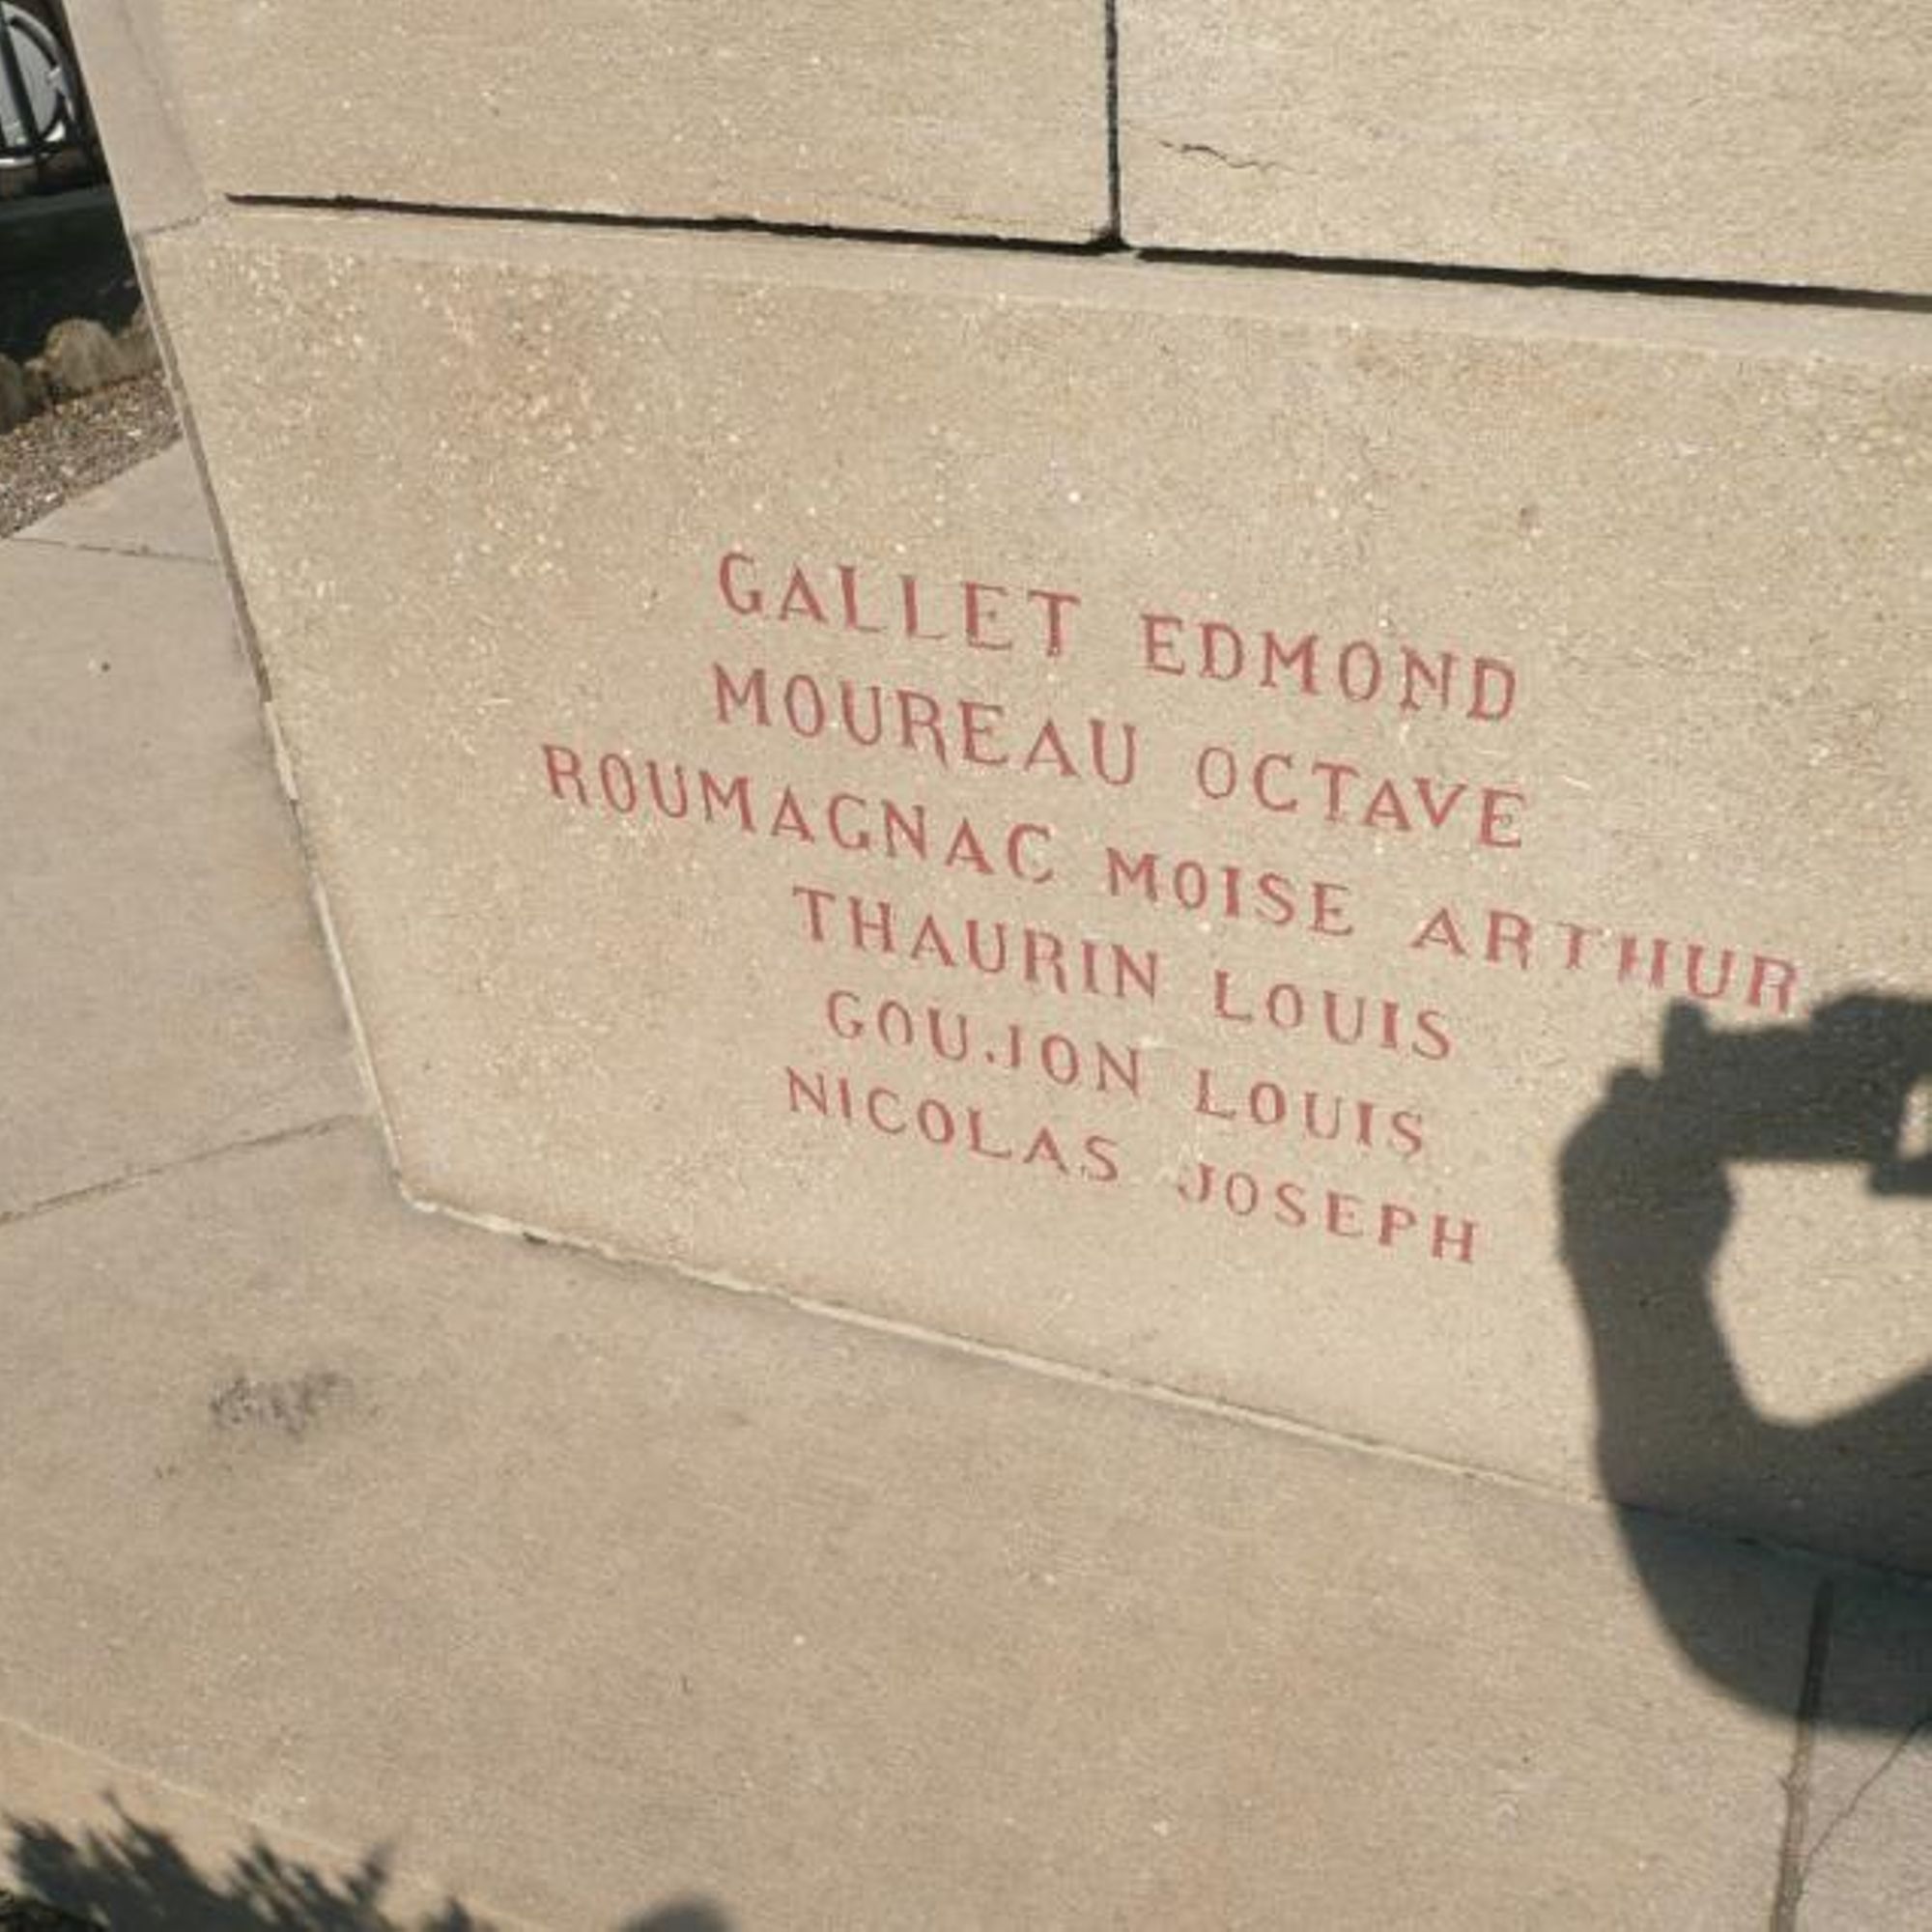 GALLET EDMOND
MOUREAU OCTAVE
ROUMAGNAC MOISE ARTHUR
THAURIN LOUIS
GOUJON LOUIS
NICOLAS JOSEPH